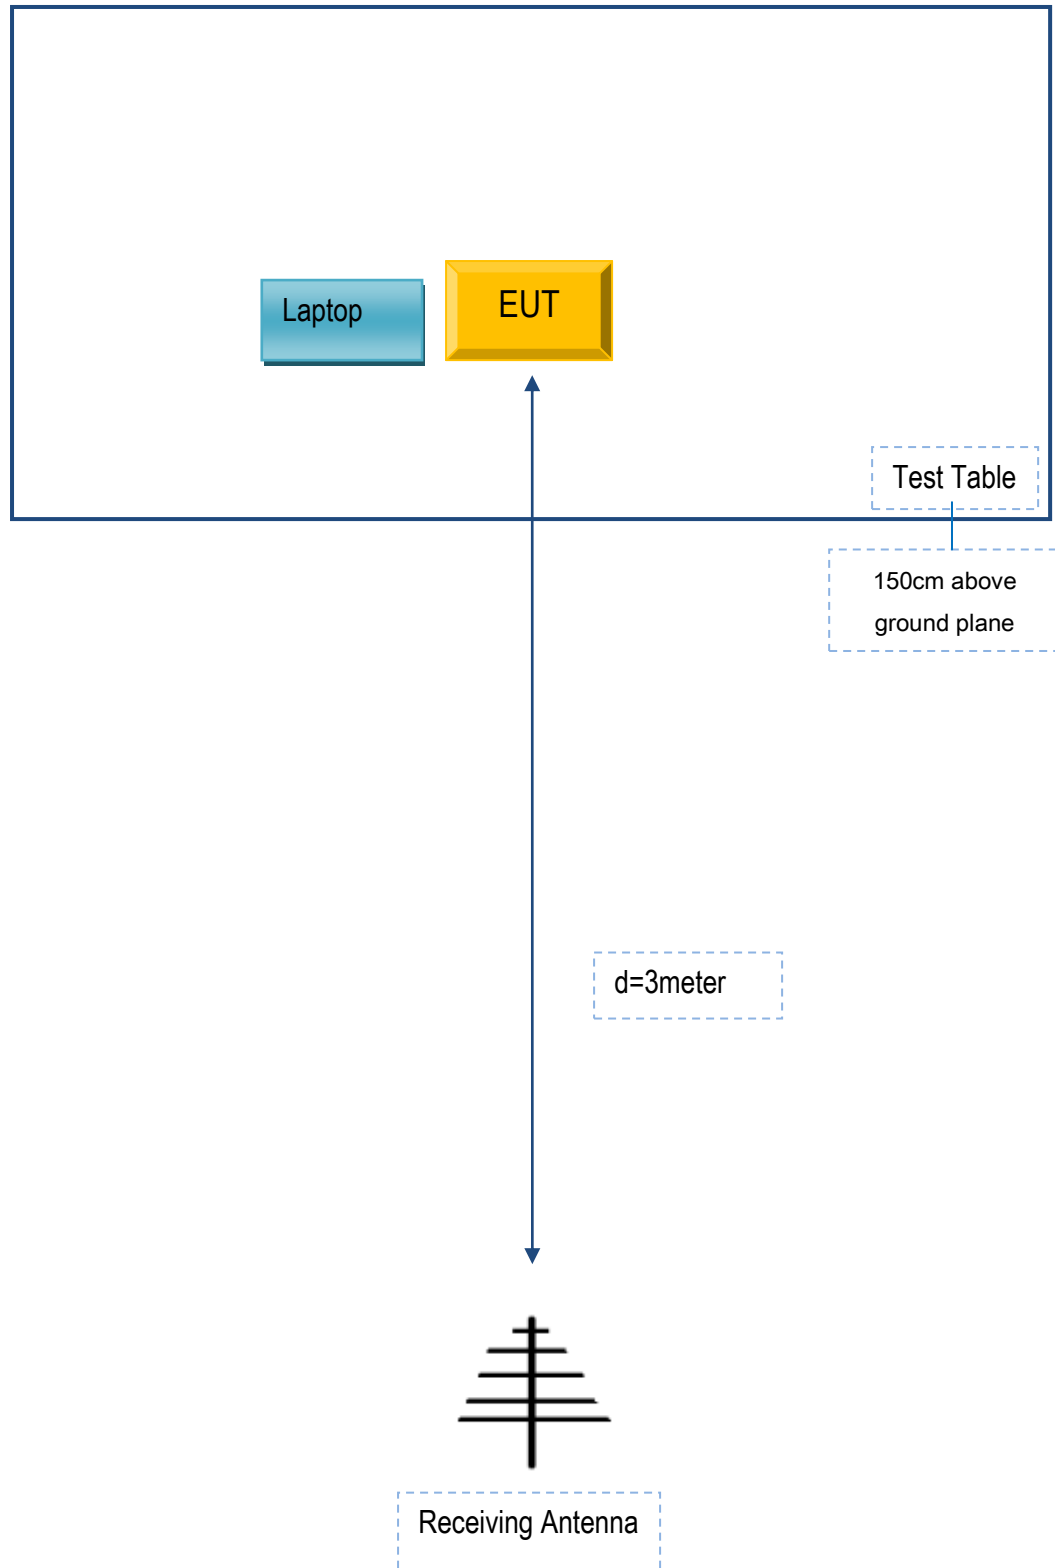 Laptop
EUT
Test Table
150cm above
ground plane
d=3meter
Receiving Antenna